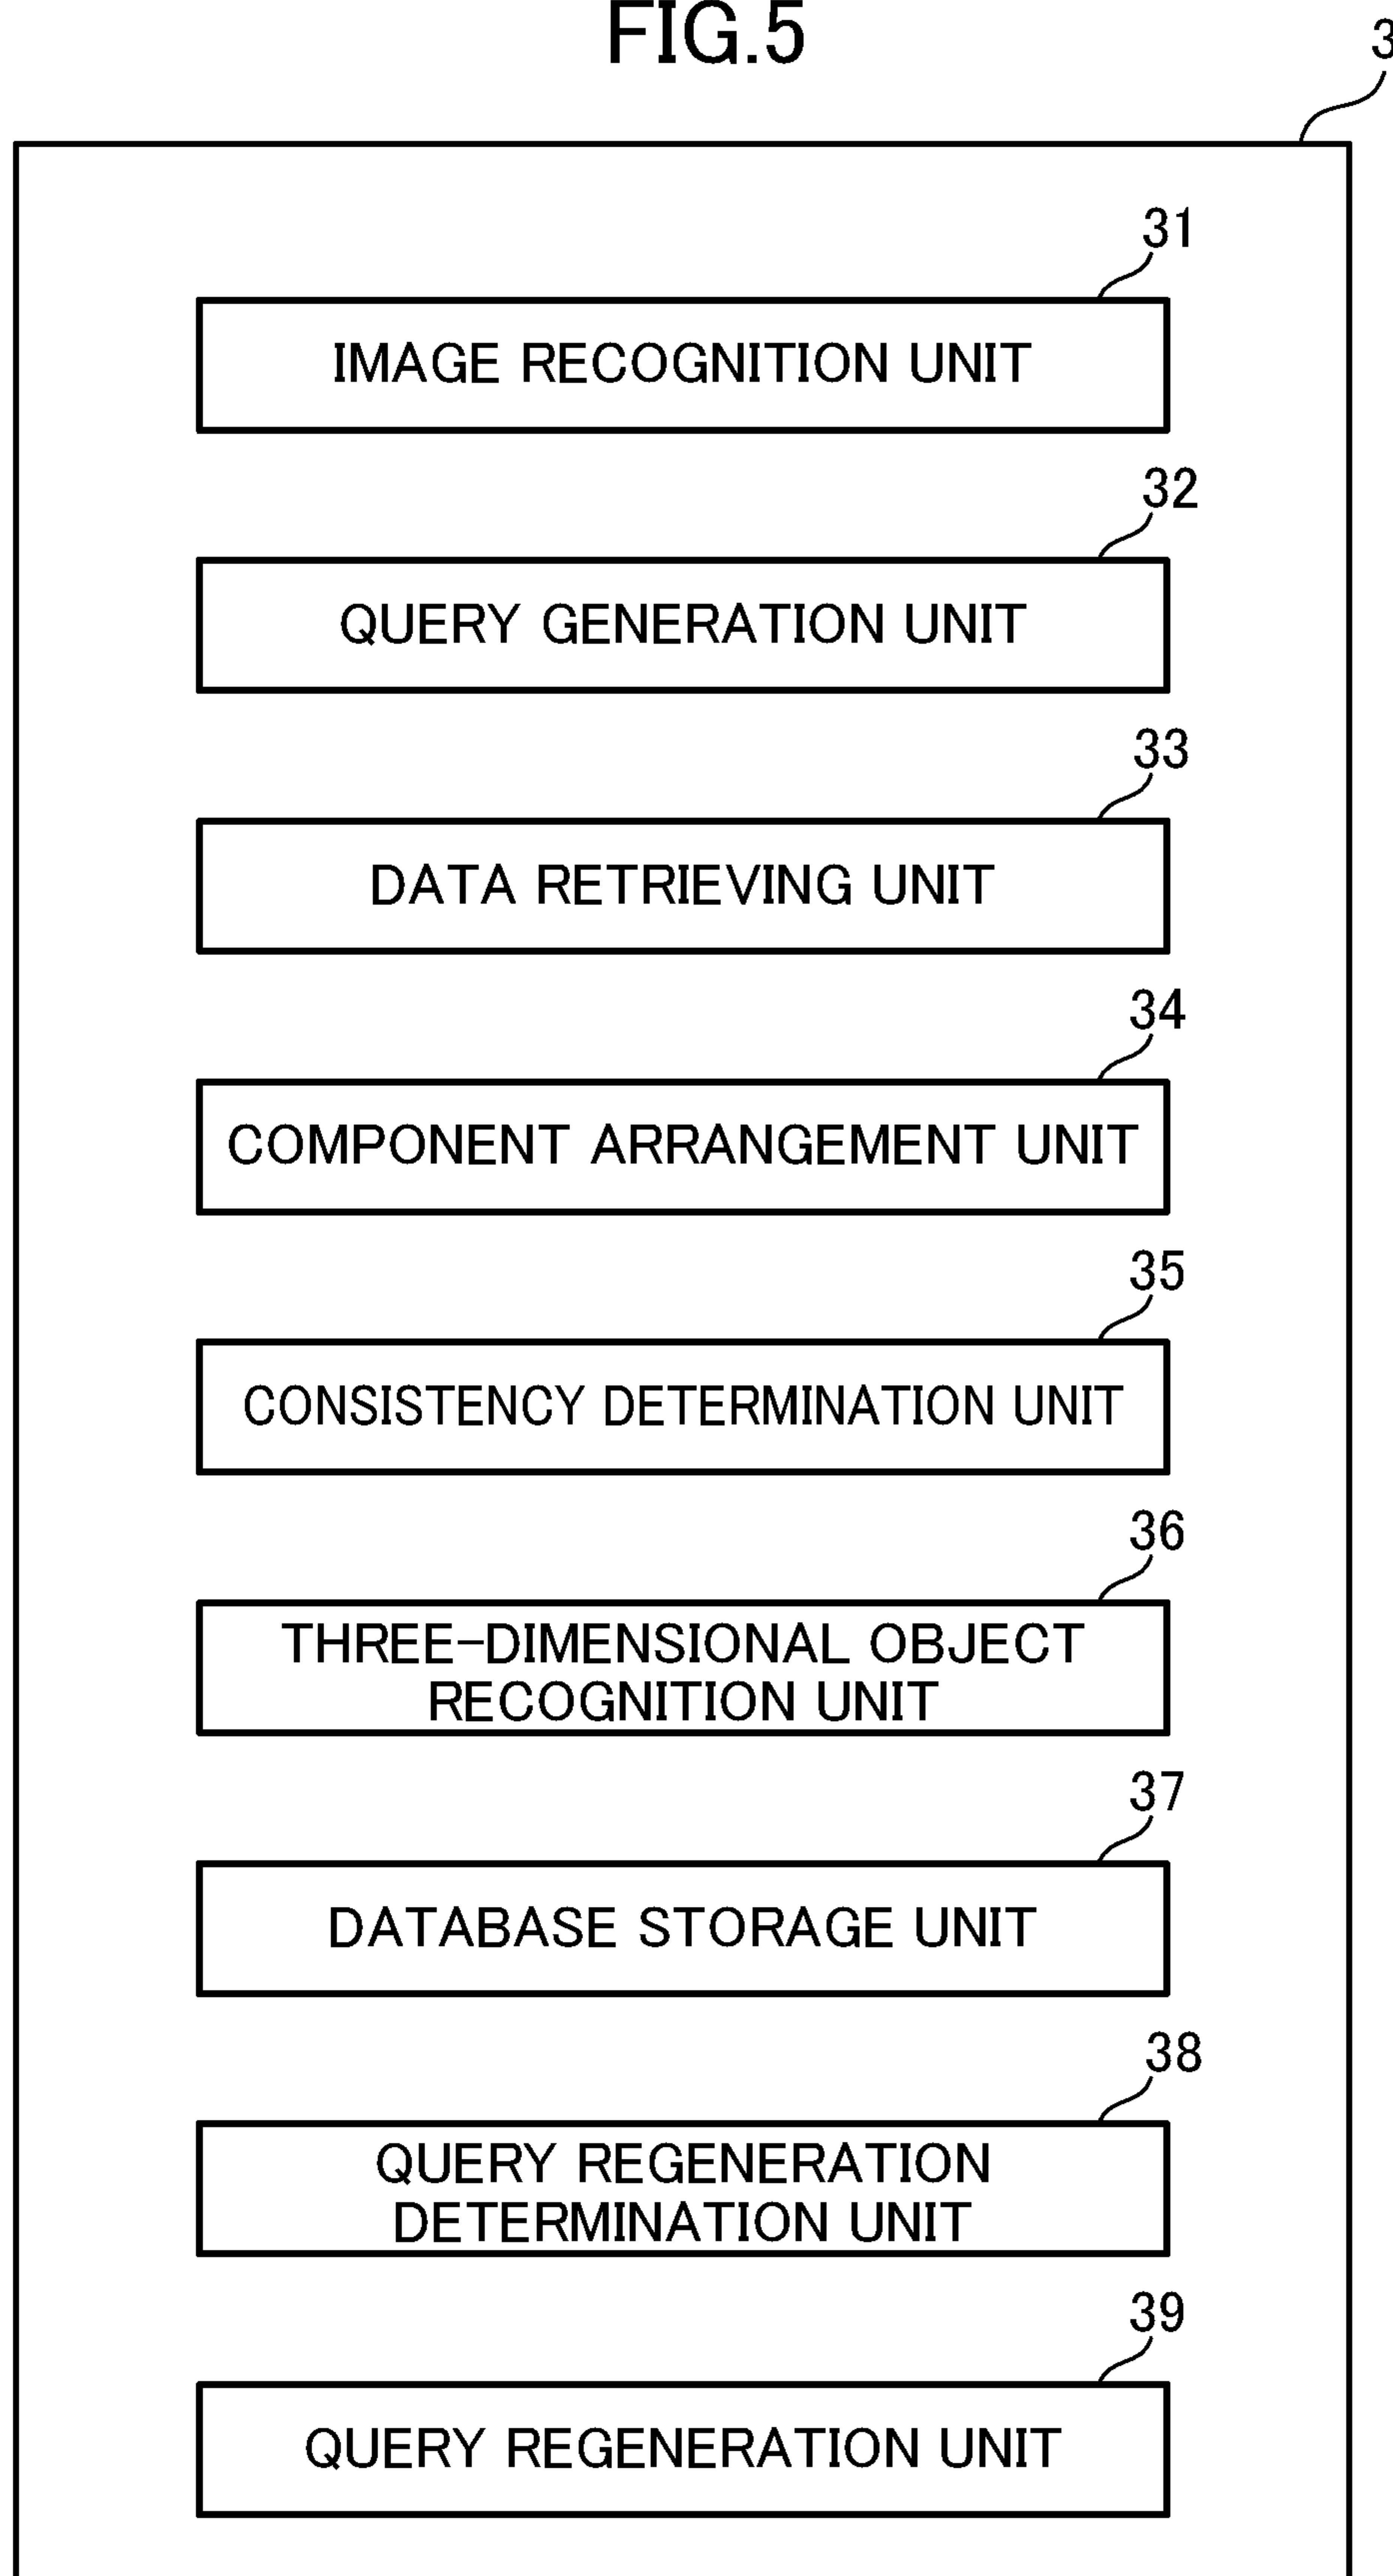 FIG.5
3
31
IMAGE RECOGNITION UNIT
32
QUERY GENERATION UNIT
33
DATA RETRIEVING UNIT
34
COMPONENT ARRANGEMENT UNIT
35
CONSISTENCY DETERMINATION UNIT
36
THREE-DIMENSIONAL OBJECT
RECOGNITION UNIT
37
DATABASE STORAGE UNIT
38
QUERY REGENERATION
DETERMINATION UNIT
39
QUERY REGENERATION UNIT